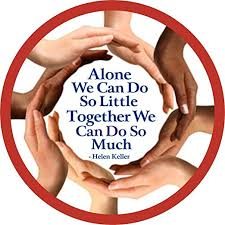 Alone
We Can Do
So Little
Together We
Can Do So
Much
- Helen Keller